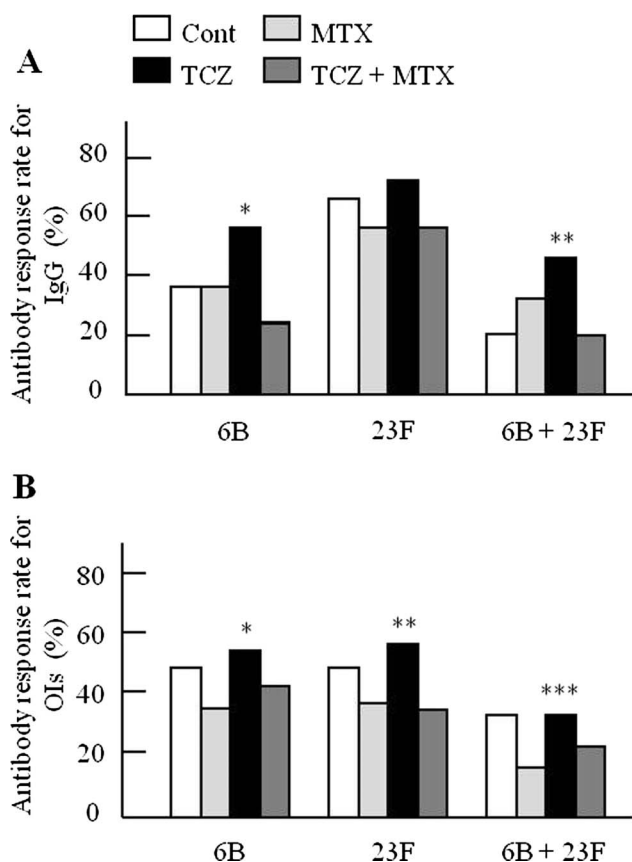 Cont MTX
TCZ TCZ + MTX
A
Antibody response rate for
IgG (%)
80
60
40
20
0
*
**
6B 23F 6B + 23F
B
Antibody response rate for
OIs (%)
80
60
40
20
0
*
**
***
6B 23F 6B + 23F